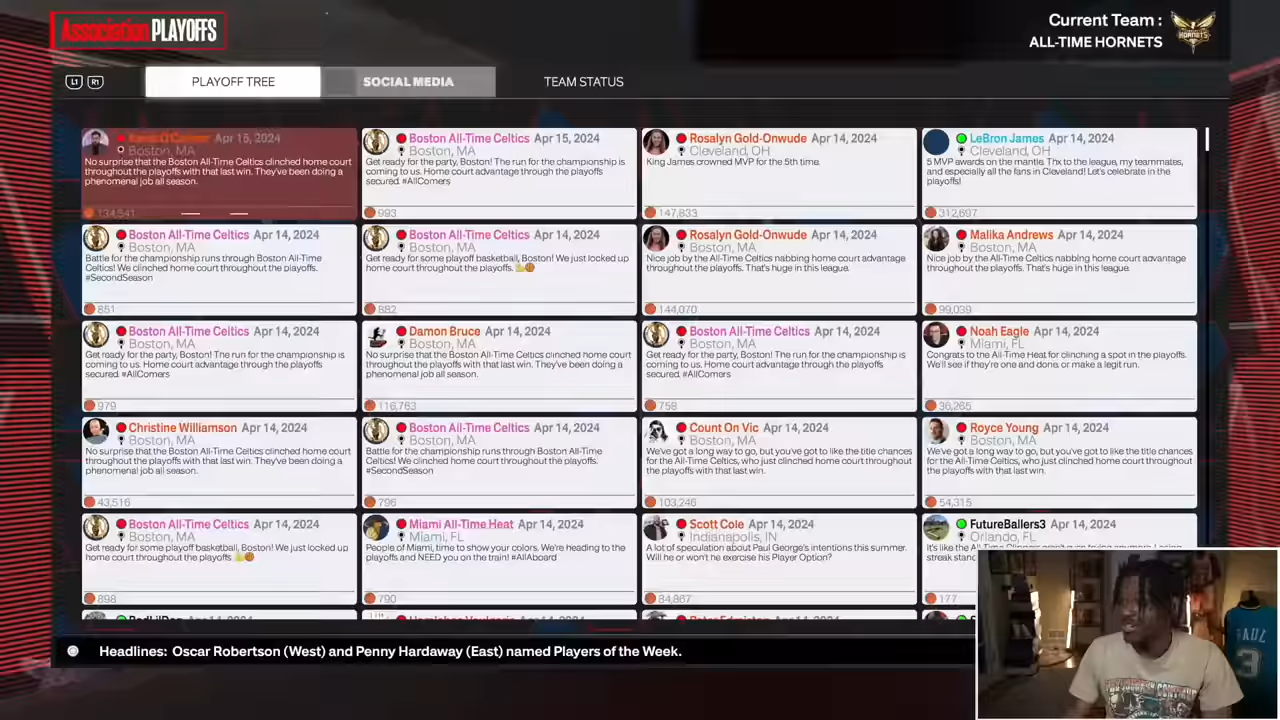 Association PLAYOFFS
Current Team :
ALL-TIME HORNETS
HORNETS
L1 R1
PLAYOFF TREE
SOCIAL MEDIA
TEAM STATUS
Apr 15, 2024
Boston, MA
No surprise that the Boston All-Time Celtics clinched home court
throughout the playoffs with that last win. They've been doing a
phenomenal job all season.
134,541
Boston All-Time Celtics Apr 15, 2024
Boston, MA
Get ready for the party, Boston! The run for the championship is
coming to us. Home court advantage through the playoffs
secured. #AllComers
993
Rosalyn Gold-Onwude Apr 14, 2024
Cleveland, OH
King James crowned MVP for the 5th time.
147,833
LeBron James Apr 14, 2024
Cleveland, OH
5 MVP awards on the mantle. Thx to the league, my teammates,
and especially all the fans in Cleveland! Let's celebrate in the
playoffs!
312,697
Boston All-Time Celtics Apr 14, 2024
Boston, MA
Battle for the championship runs through Boston All-Time
Celtics! We clinched home court throughout the playoffs.
#SecondSeason
851
Boston All-Time Celtics Apr 14, 2024
Boston, MA
Get ready for some playoff basketball, Boston! We just locked up
home court throughout the playoffs.
882
Rosalyn Gold-Onwude Apr 14, 2024
Boston, MA
Nice job by the All-Time Celtics nabbing home court advantage
throughout the playoffs. That's huge in this league.
144,070
Malika Andrews Apr 14, 2024
Boston, MA
Nice job by the All-Time Celtics nabbing home court advantage
throughout the playoffs. That's huge in this league.
99,039
Boston All-Time Celtics Apr 14, 2024
Boston, MA
Get ready for the party, Boston! The run for the championship is
coming to us. Home court advantage through the playoffs
secured. #AllComers
979
Damon Bruce Apr 14, 2024
Boston, MA
No surprise that the Boston All-Time Celtics clinched home court
throughout the playoffs with that last win. They've been doing a
phenomenal job all season.
116,763
Boston All-Time Celtics Apr 14, 2024
Boston, MA
Get ready for the party, Boston! The run for the championship is
coming to us. Home court advantage through the playoffs
secured. #AllComers
758
Noah Eagle Apr 14, 2024
Miami, FL
Congrats to the All-Time Heat for clinching a spot in the playoffs.
We'll see if they're one and done, or make a legit run.
36,265
Christine Williamson Apr 14, 2024
Boston, MA
No surprise that the Boston All-Time Celtics clinched home court
throughout the playoffs with that last win. They've been doing a
phenomenal job all season.
43,516
Boston All-Time Celtics Apr 14, 2024
Boston, MA
Battle for the championship runs through Boston All-Time
Celtics! We clinched home court throughout the playoffs.
#SecondSeason
796
Count On Vic Apr 14, 2024
Boston, MA
We've got a long way to go, but you've got to like the title chances
for the All-Time Celtics, who just clinched home court throughout
the playoffs with that last win.
103,246
Royce Young Apr 14, 2024
Boston, MA
We've got a long way to go, but you've got to like the title chances
for the All-Time Celtics, who just clinched home court throughout
the playoffs with that last win.
54,315
Boston All-Time Celtics Apr 14, 2024
Boston, MA
Get ready for some playoff basketball, Boston! We just locked up
home court throughout the playoffs.
898
Miami All-Time Heat Apr 14, 2024
Miami, FL
People of Miami, time to show your colors. We're heading to the
playoffs and NEED you on the train! #AllAboard
790
Scott Cole Apr 14, 2024
Indianapolis, IN
A lot of speculation about Paul George's intentions this summer.
Will he or won't he exercise his Player Option?
84,867
FutureBallers3 Apr 14, 2024
Orlando, FL
177
Headlines: Oscar Robertson (West) and Penny Hardaway (East) named Players of the Week.
PAUL
3